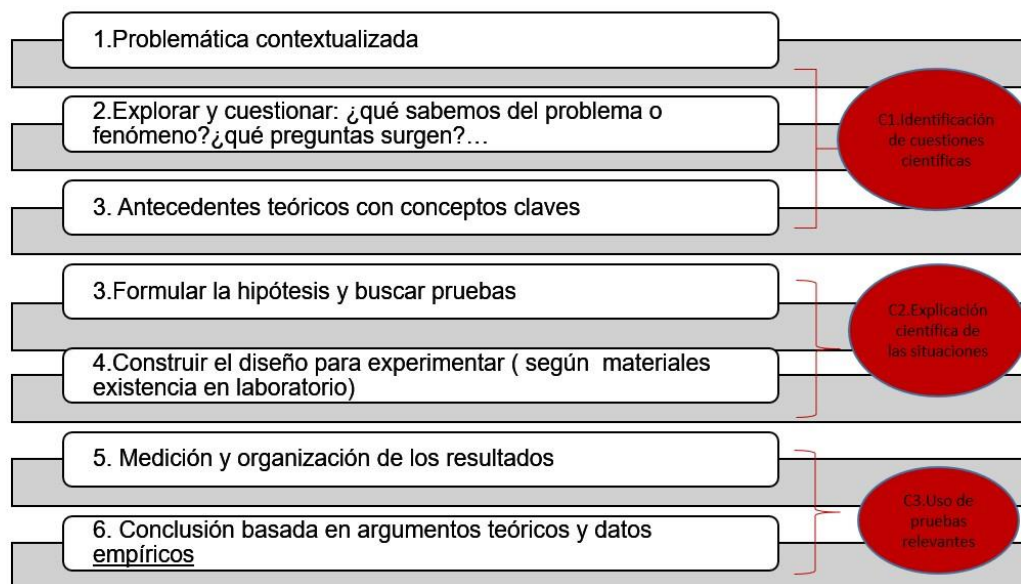 1.Problemática contextualizada
2.Explorar y cuestionar: ¿qué sabemos del problema o
fenómeno?¿qué preguntas surgen?…
3. Antecedentes teóricos con conceptos claves
C1.Identificación
de cuestiones
científicas
3.Formular la hipótesis y buscar pruebas
4.Construir el diseño para experimentar ( según  materiales
existencia en laboratorio)
C2.Explicación
científica de
las situaciones
5. Medición y organización de los resultados
6. Conclusión basada en argumentos teóricos y datos
empíricos
C3.Uso de
pruebas
relevantes